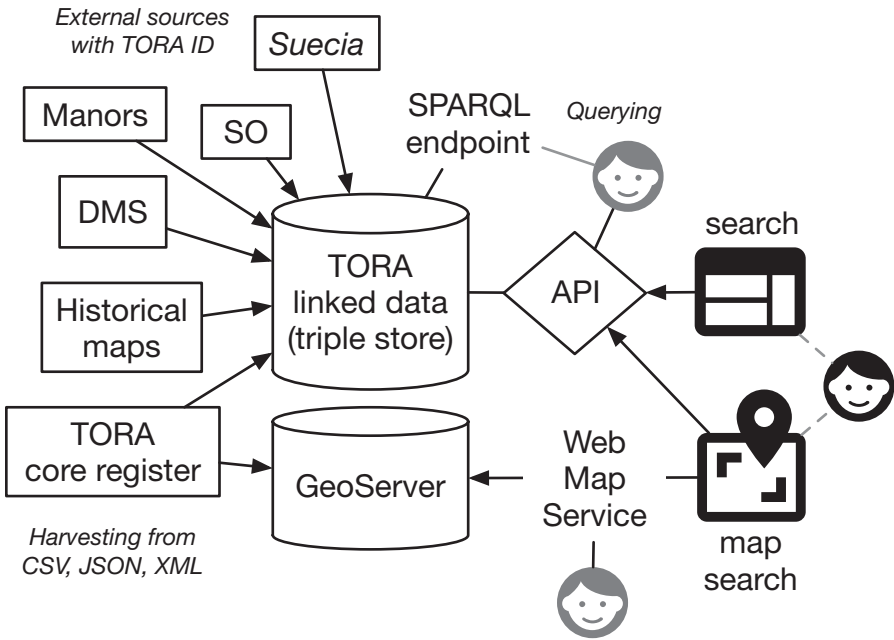 External sources
with TORA ID
Suecia
Manors
SO
SPARQL
endpoint
Querying
DMS
search
TORA
linked data
(triple store)
API
Historical
maps
TORA
core register
GeoServer
Web
Map
Service
Harvesting from
CSV, JSON, XML
map
search